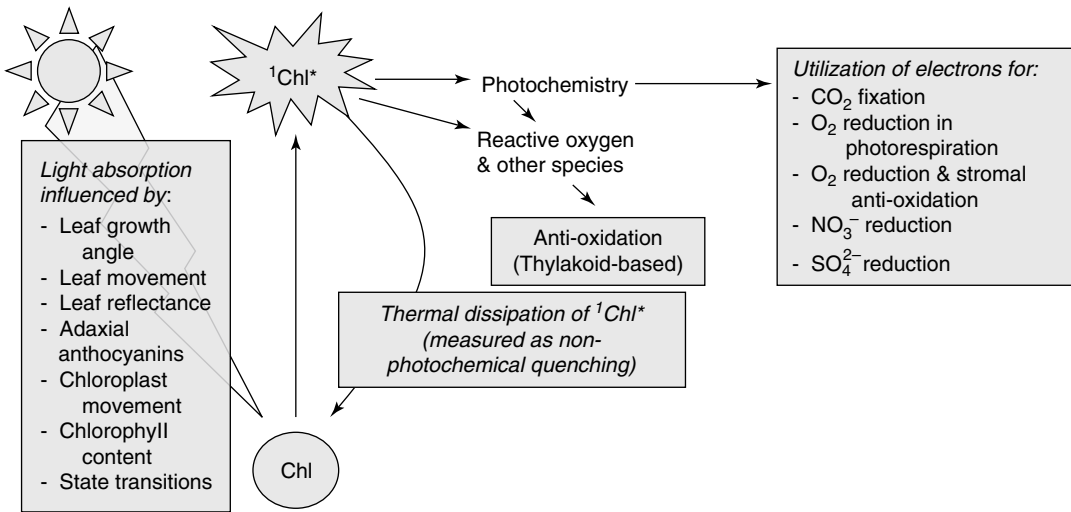 ¹Chl*
Photochemistry
Reactive oxygen
& other species
Anti-oxidation
(Thylakoid-based)
Utilization of electrons for:
- CO₂ fixation
- O₂ reduction in
photorespiration
- O₂ reduction & stromal
anti-oxidation
- NO₃⁻ reduction
- SO₄²⁻ reduction
Light absorption
influenced by:
- Leaf growth
angle
- Leaf movement
- Leaf reflectance
- Adaxial
anthocyanins
- Chloroplast
movement
- Chlorophyll
content
- State transitions
Thermal dissipation of ¹Chl*
(measured as non-
photochemical quenching)
Chl